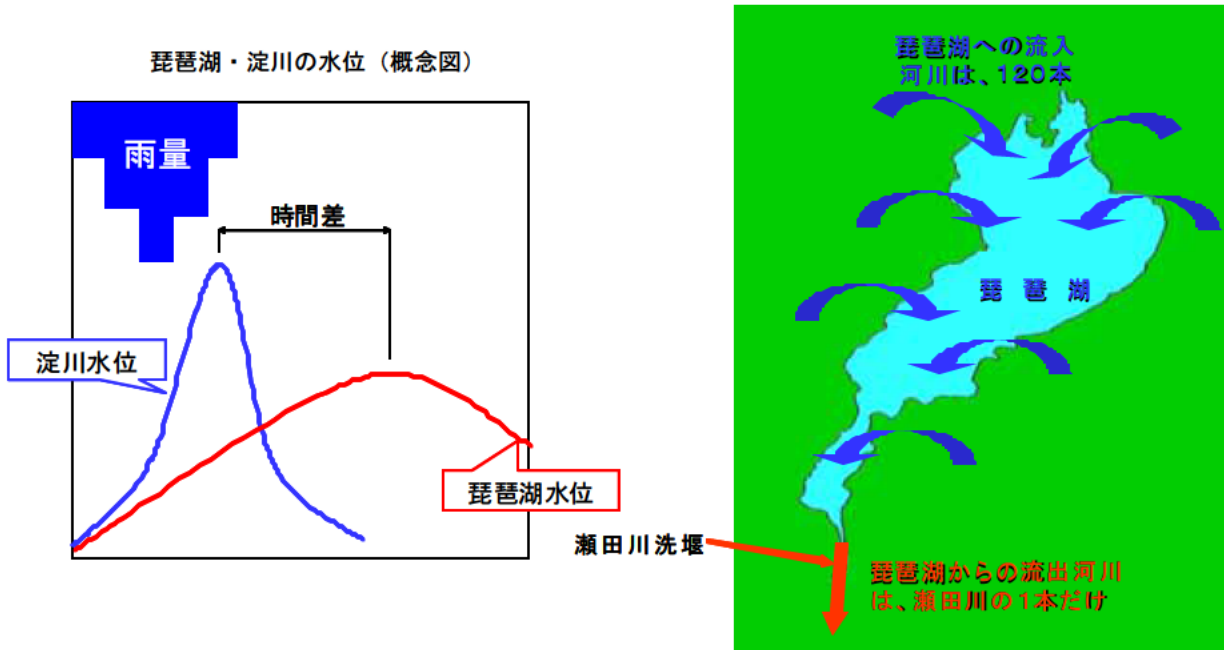 琵琶湖・淀川の水位（概念図）
雨量
時間差
淀川水位
琵琶湖水位
琵琶湖への流入
河川は、120本
琵琶湖
瀬田川洗堰
琵琶湖からの流出河川
は、瀬田川の1本だけ